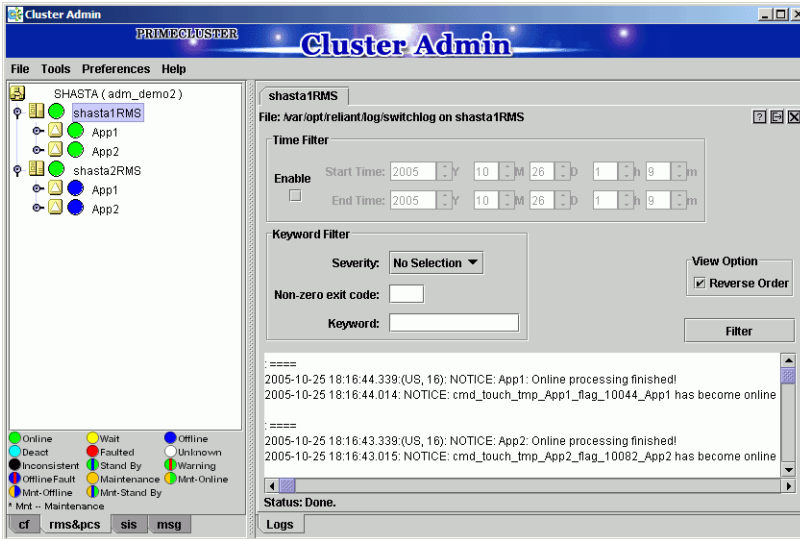 Cluster Admin
PRIMECLUSTER
Cluster Admin
File Tools Preferences Help
SHASTA ( adm_demo2 )
shasta1RMS
App1
App2
shasta2RMS
App1
App2
Online Wait Offline
Deact Faulted Unknown
Inconsistent Stand By Warning
OfflineFault Maintenance Mnt-Online
Mnt-Offline Mnt-Stand By
* Mnt -- Maintenance
cf rms&pcs sis msg
shasta1RMS
File: /var/opt/reliant/log/switchlog on shasta1RMS
Time Filter
Enable
Start Time: 2005 Y 10 M 26 D 1 h 9 m
End Time: 2005 Y 10 M 26 D 1 h 9 m
Keyword Filter
Severity: No Selection
Non-zero exit code:
Keyword:
View Option
Reverse Order
Filter
: ====
2005-10-25 18:16:44.339:(US, 16): NOTICE: App1: Online processing finished!
2005-10-25 18:16:44.014: NOTICE: cmd_touch_tmp_App1_flag_10044_App1 has become online
: ====
2005-10-25 18:16:43.339:(US, 16): NOTICE: App2: Online processing finished!
2005-10-25 18:16:43.015: NOTICE: cmd_touch_tmp_App2_flag_10082_App2 has become online
Status: Done.
Logs